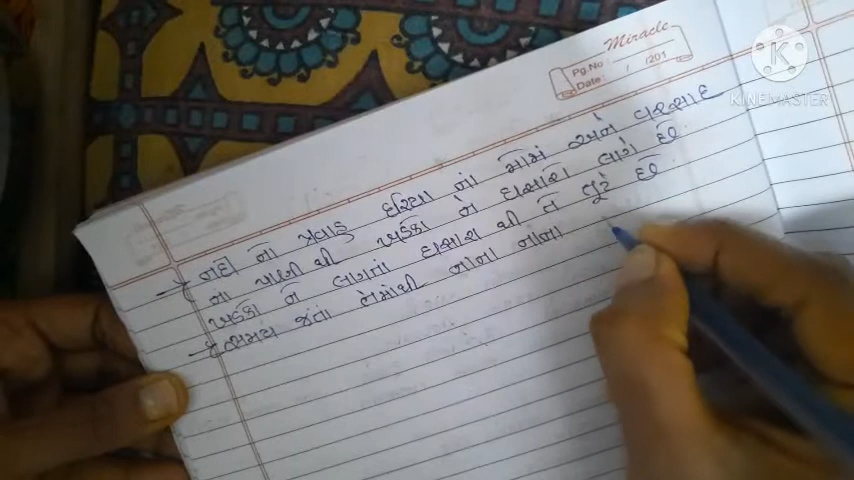 Miracle
Pg.No :
Date : / /201
K
KINEMASTER
→ નદી નો પ્રવાહ દરિયા નાં મોજાં અને વરસાદ
ના પાણી થી ખડકો ને ઘસારો લાગે છે.
ખડકો ને લાગતા ઘસારા થી તે તૂટે છે.
→ સમય જતા તેમાંથી નાના નાના